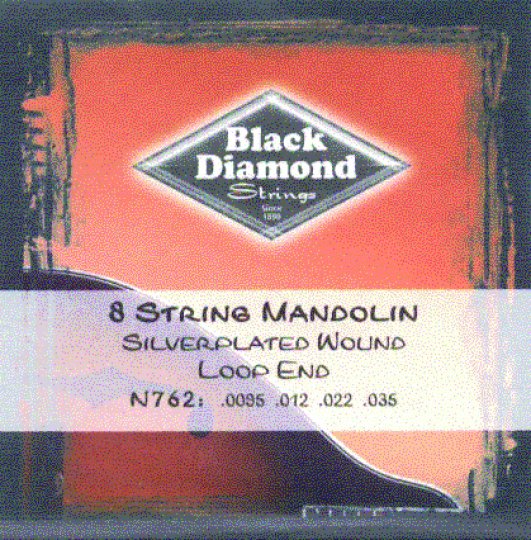 Black
Diamond
Strings
Since
1890
8 String Mandolin
Silverplated Wound
Loop End
N762: .0095 .012 .022 .035